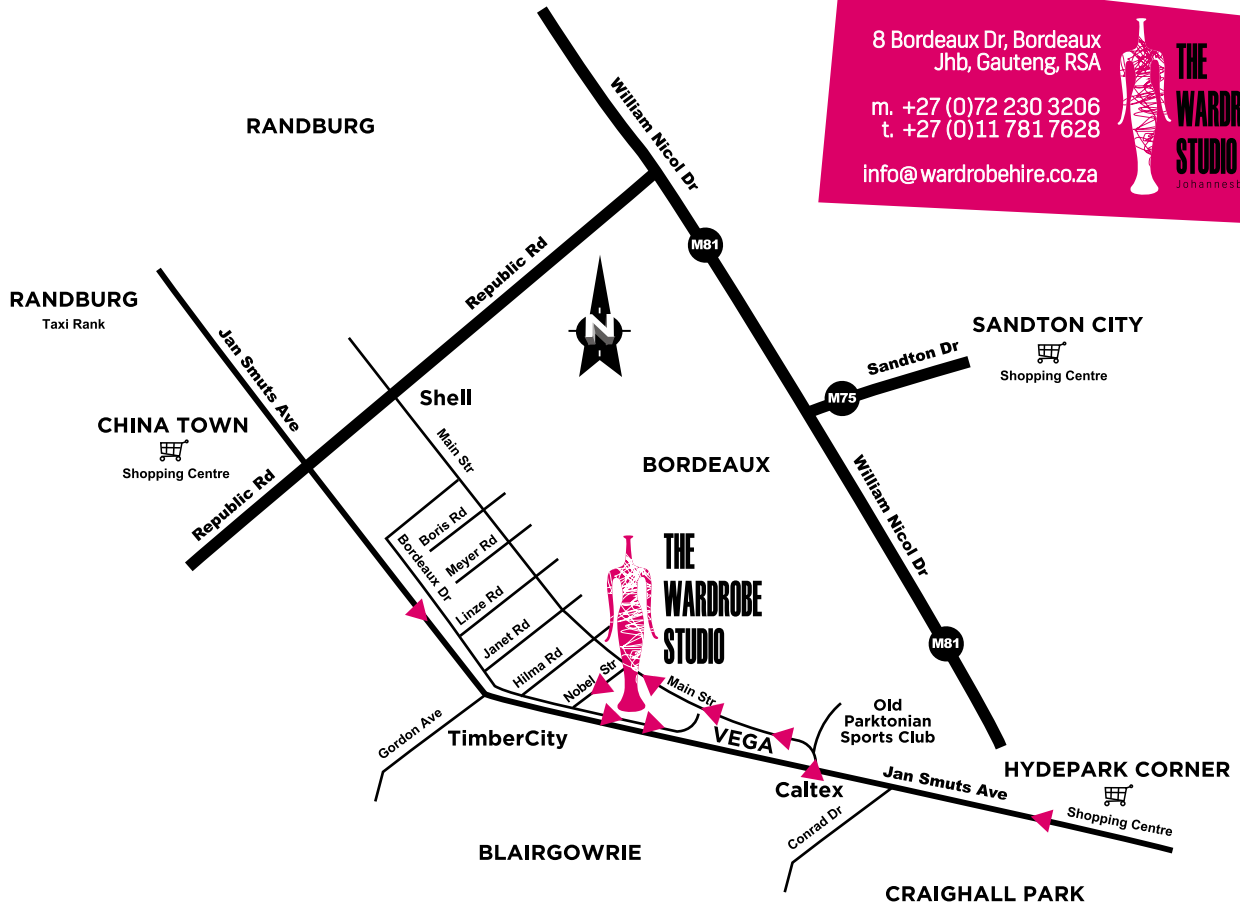 8 Bordeaux Dr, Bordeaux
Jhb, Gauteng, RSA
m. +27 (0)72 230 3206
t. +27 (0)11 781 7628
info@wardrobehire.co.za
THE
STUDIO
RANDBURG
William Nicol Dr
M81
Republic Rd
RANDBURG
Taxi Rank
N
SANDTON CITY
Shopping Centre
Sandton Dr
M75
Jan Smuts Ave
Shell
CHINA TOWN
Shopping Centre
Main Str
BORDEAUX
Republic Rd
William Nicol Dr
Boris Rd
Bordeaux Dr
Meyer Rd
THE
WARDROBE
STUDIO
Linze Rd
Janet Rd
Hilma Rd
M81
Nobel Str
Main Str
Old
Parktonian
Sports Club
Gordon Ave
TimberCity
VEGA
Jan Smuts Ave
HYDEPARK CORNER
Shopping Centre
Caltex
Conrad Dr
BLAIRGOWRIE
CRAIGHALL PARK